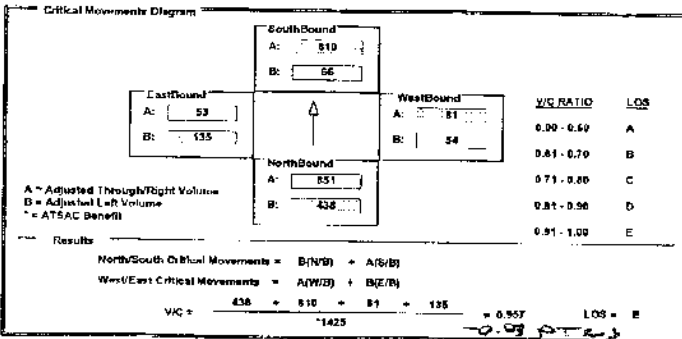 Critical Movements Diagram
SouthBound
A: 810
B: 66
EastBound
A: 53
B: 135
WestBound
A: 81
B: 54
NorthBound
A: 651
B: 438
V/C RATIO LOS
0.00 - 0.60 A
0.61 - 0.70 B
0.71 - 0.80 C
0.81 - 0.90 D
0.91 - 1.00 E
A = Adjusted Through/Right Volume
B = Adjusted Left Volume
* = ATSAC Benefit
Results
North/South Critical Movements = B(N/B) + A(S/B)
West/East Critical Movements = A(W/B) + B(E/B)
438 + 810 + 81 + 135
V/C = = 0.957 LOS = E
*1425